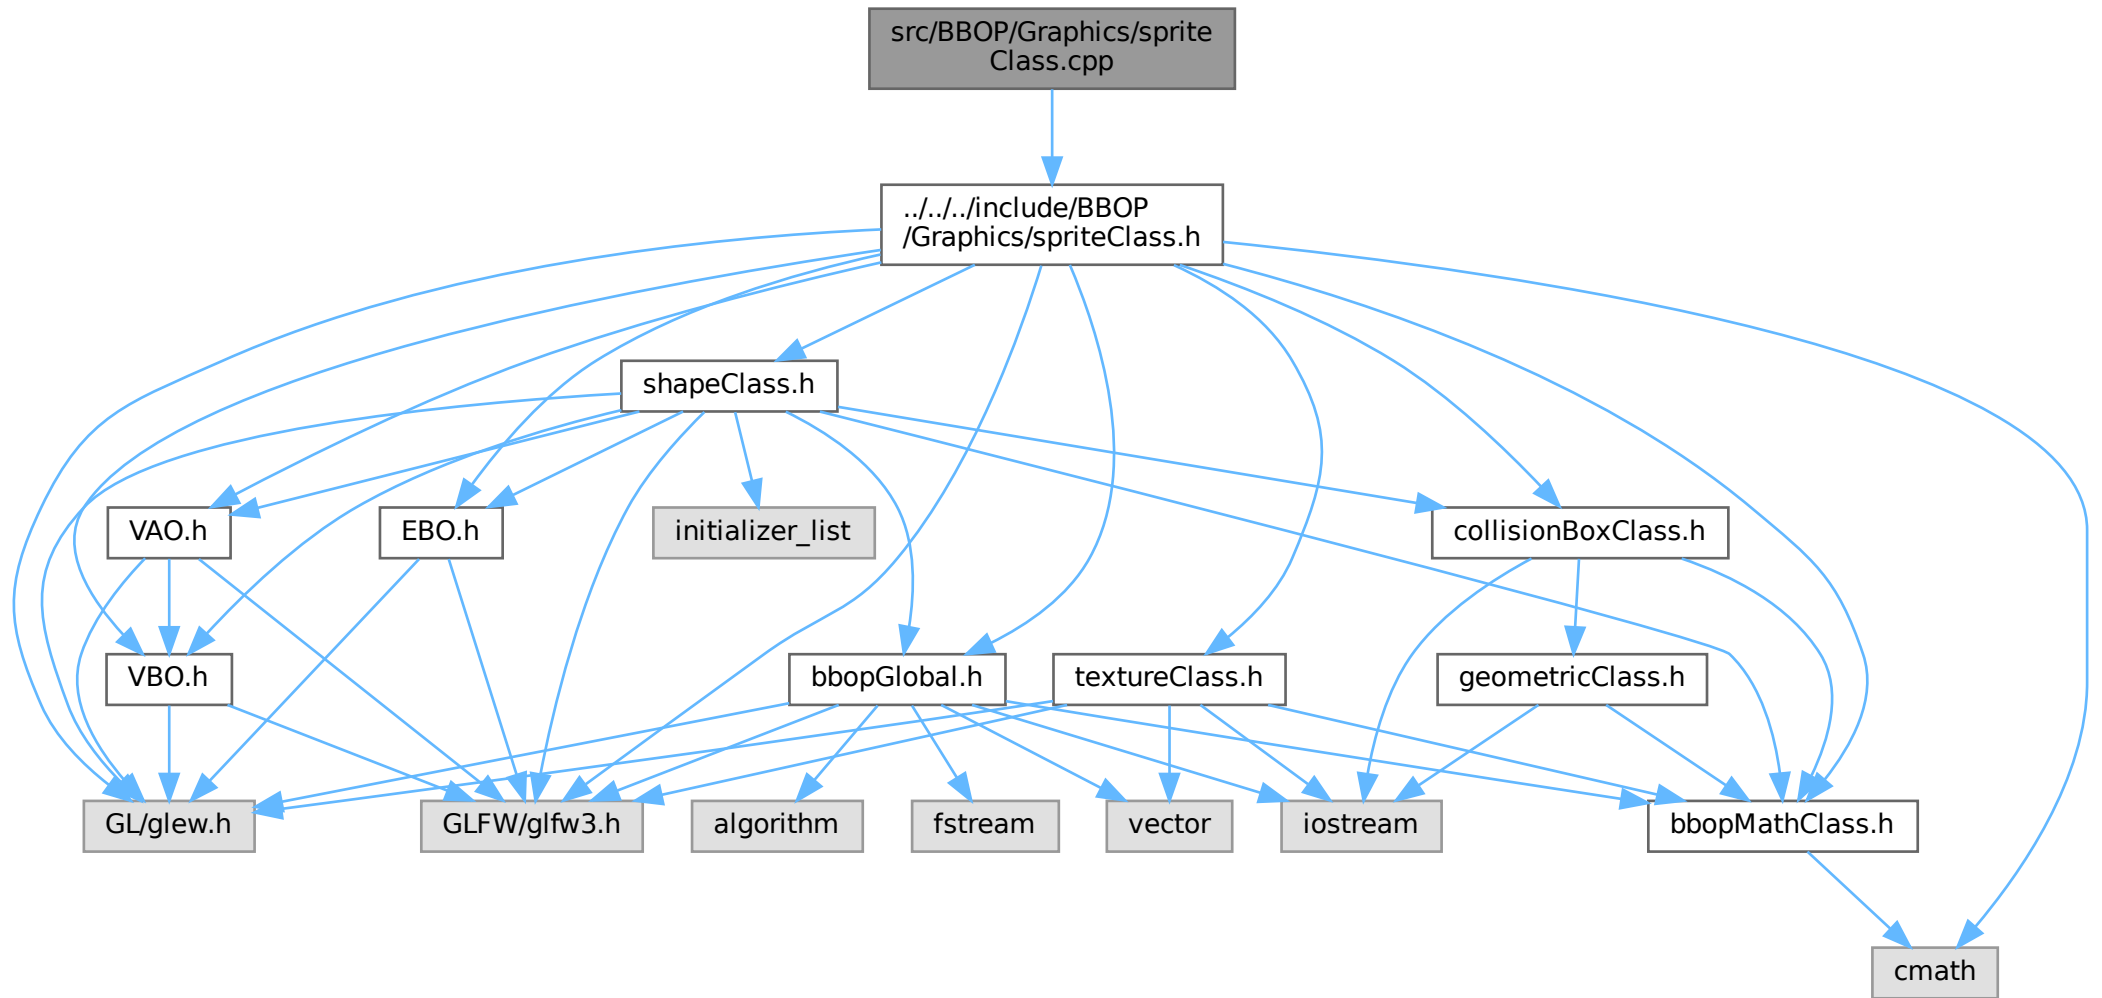 src/BBOP/Graphics/sprite
Class.cpp
../../../include/BBOP
/Graphics/spriteClass.h
shapeClass.h
VAO.h
EBO.h
initializer_list
collisionBoxClass.h
VBO.h
bbopGlobal.h
textureClass.h
geometricClass.h
GL/glew.h
GLFW/glfw3.h
algorithm
fstream
vector
iostream
bbopMathClass.h
cmath